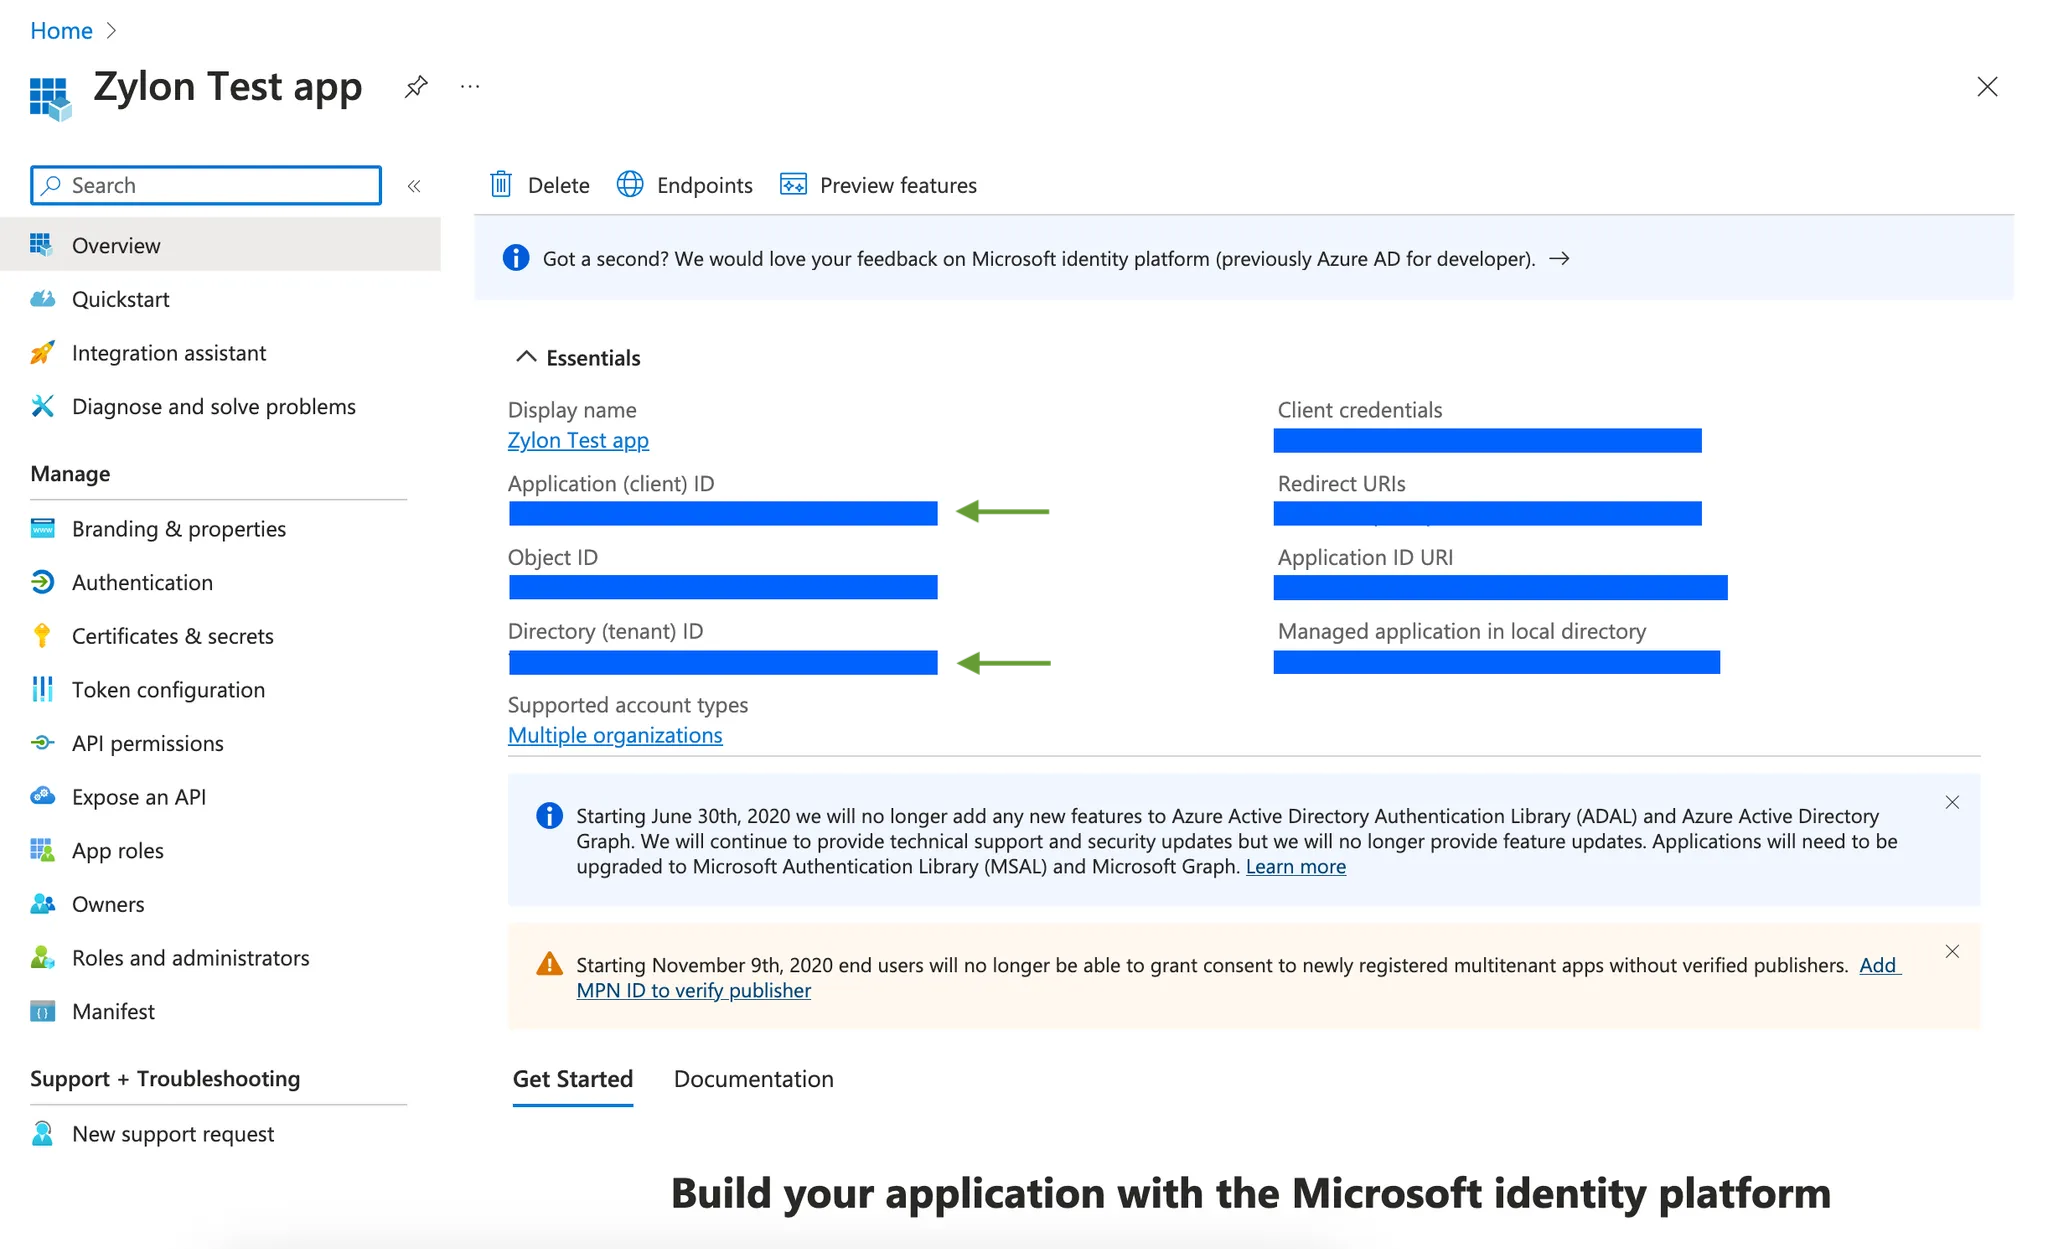 Home
Zylon Test app
Search
Delete
Endpoints
Preview features
Overview
Quickstart
Integration assistant
Diagnose and solve problems
Manage
Branding & properties
Authentication
Certificates & secrets
Token configuration
API permissions
Expose an API
App roles
Owners
Roles and administrators
Manifest
Support + Troubleshooting
New support request
Got a second? We would love your feedback on Microsoft identity platform (previously Azure AD for developer). →
Essentials
Display name
Zylon Test app
Application (client) ID
Object ID
Directory (tenant) ID
Supported account types
Multiple organizations
Client credentials
Redirect URIs
Application ID URI
Managed application in local directory
Starting June 30th, 2020 we will no longer add any new features to Azure Active Directory Authentication Library (ADAL) and Azure Active Directory
Graph. We will continue to provide technical support and security updates but we will no longer provide feature updates. Applications will need to be
upgraded to Microsoft Authentication Library (MSAL) and Microsoft Graph. Learn more
Starting November 9th, 2020 end users will no longer be able to grant consent to newly registered multitenant apps without verified publishers. Add
MPN ID to verify publisher
Get Started
Documentation
Build your application with the Microsoft identity platform